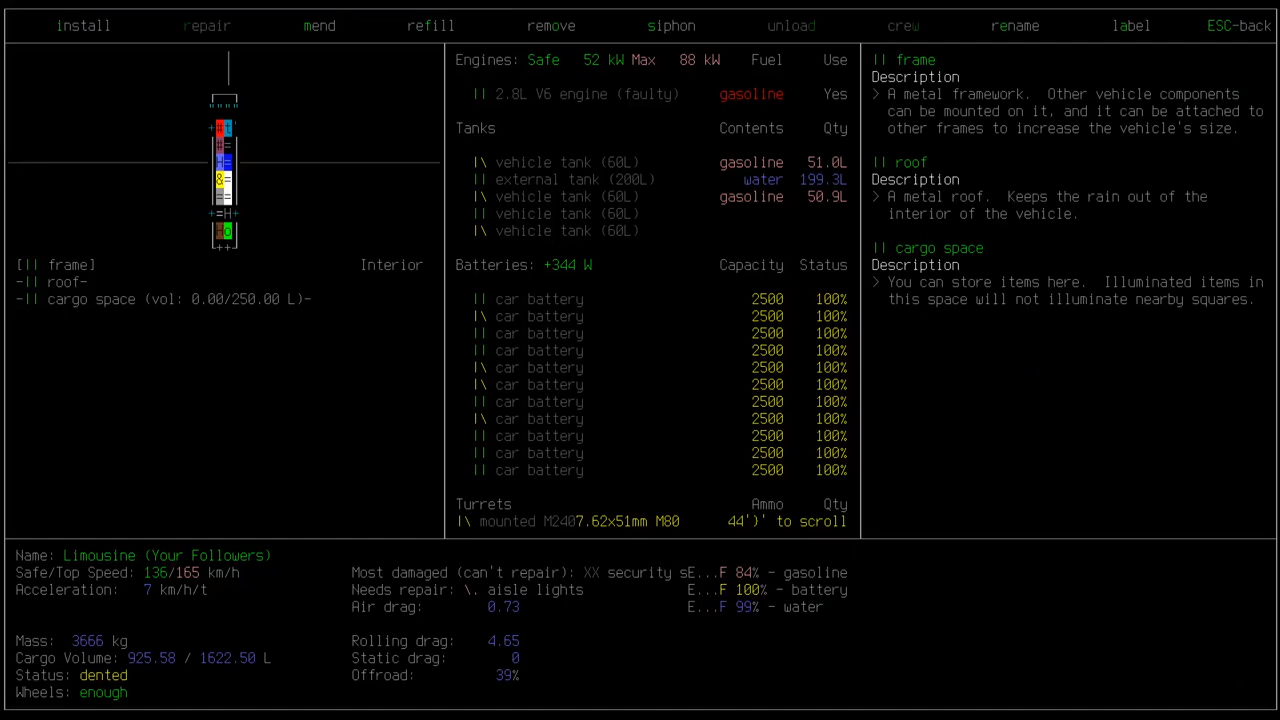 install repair mend refill remove siphon unload crew rename label ESC-back
Engines: Safe 52 kW Max 88 kW Fuel Use
|| 2.8L V6 engine (faulty) gasoline Yes
Tanks Contents Qty
|\ vehicle tank (60L) gasoline 51.0L
|| external tank (200L) water 199.3L
|\ vehicle tank (60L) gasoline 50.9L
|| vehicle tank (60L)
|\ vehicle tank (60L)
Batteries: +344 W Capacity Status
|| car battery 2500 100%
|\ car battery 2500 100%
|| car battery 2500 100%
|| car battery 2500 100%
|\ car battery 2500 100%
|\ car battery 2500 100%
|| car battery 2500 100%
|\ car battery 2500 100%
|| car battery 2500 100%
|| car battery 2500 100%
|| car battery 2500 100%
Turrets Ammo Qty
|\ mounted M2407.62x51mm M80 44')' to scroll
[|| frame] Interior
-|| roof-
-|| cargo space (vol: 0.00/250.00 L)-
|| frame
Description
> A metal framework. Other vehicle components
can be mounted on it, and it can be attached to
other frames to increase the vehicle's size.
|| roof
Description
> A metal roof. Keeps the rain out of the
interior of the vehicle.
|| cargo space
Description
> You can store items here. Illuminated items in
this space will not illuminate nearby squares.
Name: Limousine (Your Followers)
Safe/Top Speed: 136/165 km/h
Acceleration: 7 km/h/t
Mass: 3666 kg
Cargo Volume: 925.58 / 1622.50 L
Status: dented
Wheels: enough
Most damaged (can't repair): XX security sE...F 84% - gasoline
Needs repair: \. aisle lights E...F 100% - battery
Air drag: 0.73 E...F 99% - water
Rolling drag: 4.65
Static drag: 0
Offroad: 39%